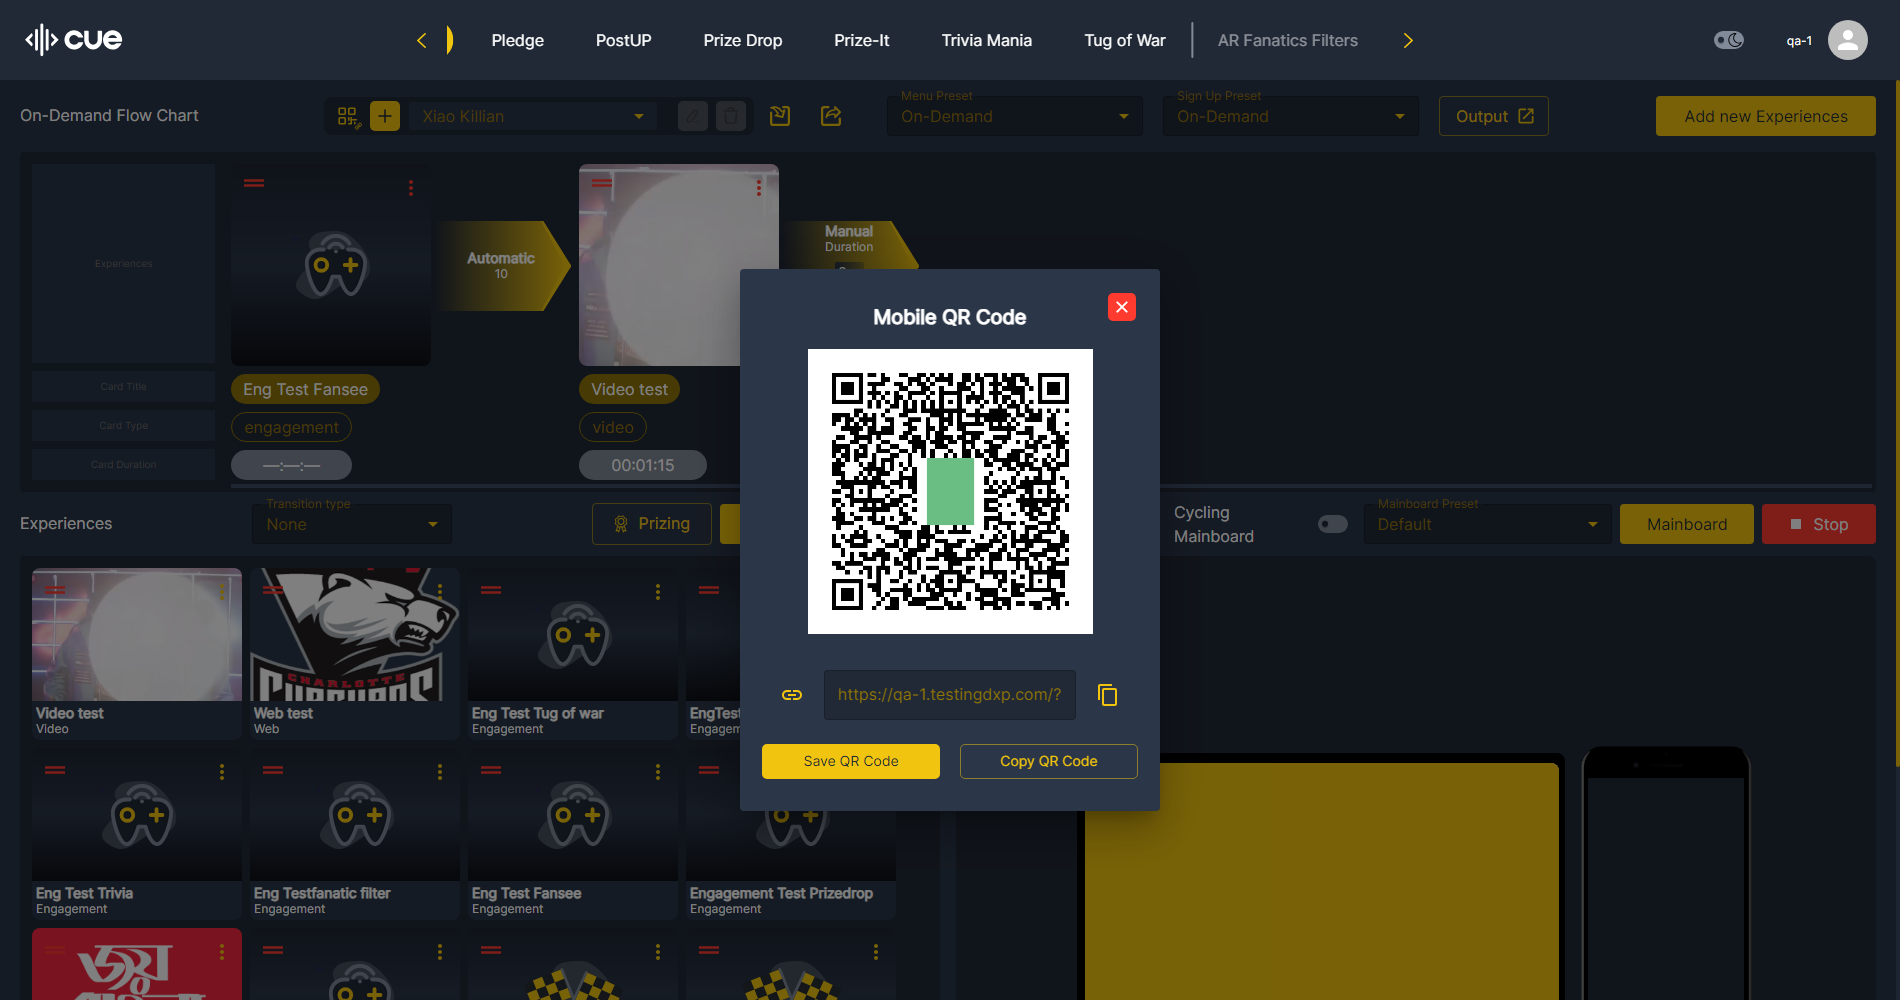 cue
Pledge
PostUP
Prize Drop
Prize-It
Trivia Mania
Tug of War
AR Fanatics Filters
qa-1
On-Demand Flow Chart
Xiao Killian
Menu Preset
On-Demand
Sign Up Preset
On-Demand
Output
Add new Experiences
Experiences
Card Title
Card Type
Card Duration
Eng Test Fansee
engagement
—:—:—
Automatic
10
Video test
video
00:01:15
Manual
Duration
Mobile QR Code
https://qa-1.testingdxp.com/?
Save QR Code
Copy QR Code
Experiences
Transition type
None
Prizing
Cycling
Mainboard
Mainboard Preset
Default
Mainboard
Stop
Video test
Video
CHARLOTTE
Web test
Web
Eng Test Tug of war
Engagement
EngTest
Engagement
Eng Test Trivia
Engagement
Eng Testfanatic filter
Engagement
Eng Test Fansee
Engagement
Engagement Test Prizedrop
Engagement